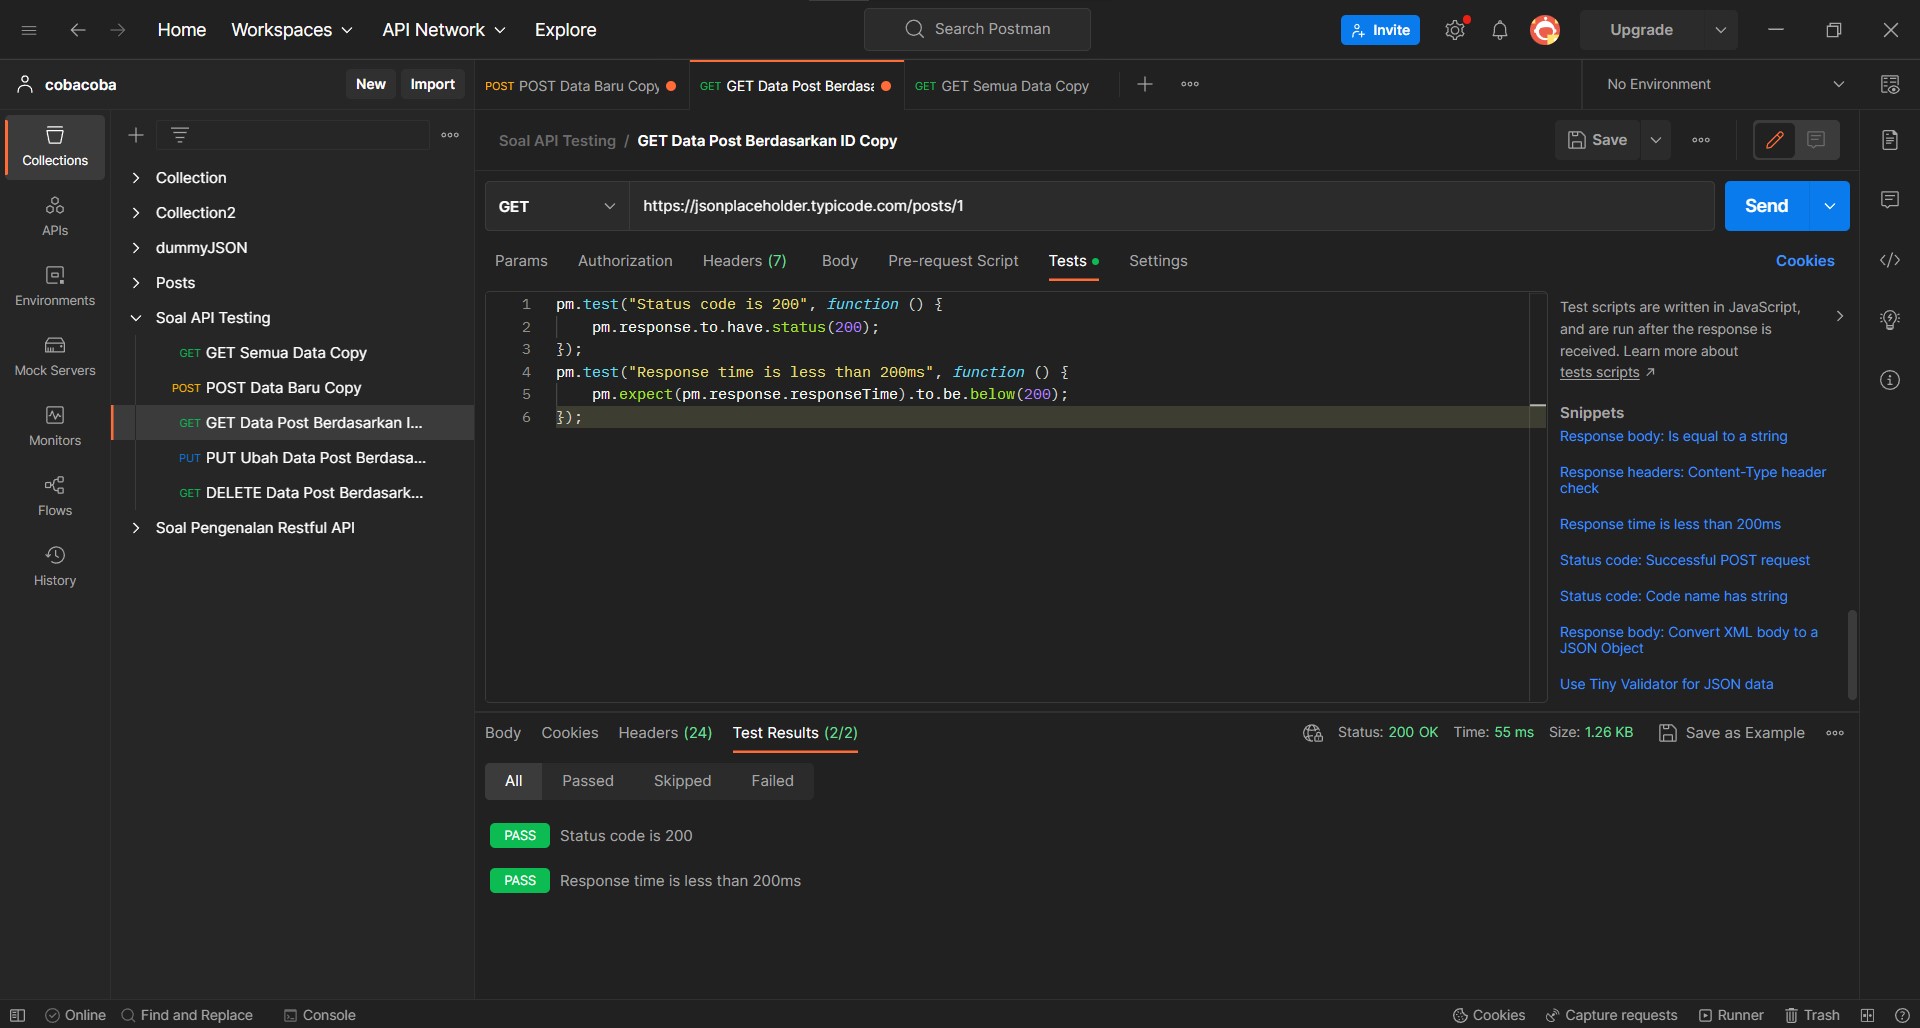 Home Workspaces API Network Explore Search Postman Invite Upgrade
cobacoba New Import
POST POST Data Baru Copy GET GET Data Post Berdasa GET GET Semua Data Copy No Environment
Collections
APIs
Environments
Mock Servers
Monitors
Flows
History
Collection
Collection2
dummyJSON
Posts
Soal API Testing
GET GET Semua Data Copy
POST POST Data Baru Copy
GET GET Data Post Berdasarkan I...
PUT PUT Ubah Data Post Berdasa...
GET DELETE Data Post Berdasark...
Soal Pengenalan Restful API
Soal API Testing / GET Data Post Berdasarkan ID Copy Save
GET https://jsonplaceholder.typicode.com/posts/1 Send
Params Authorization Headers (7) Body Pre-request Script Tests Settings Cookies
1 pm.test("Status code is 200", function () {
2 pm.response.to.have.status(200);
3 });
4 pm.test("Response time is less than 200ms", function () {
5 pm.expect(pm.response.responseTime).to.be.below(200);
6 });
Test scripts are written in JavaScript,
and are run after the response is
received. Learn more about
tests scripts ↗
Snippets
Response body: Is equal to a string
Response headers: Content-Type header
check
Response time is less than 200ms
Status code: Successful POST request
Status code: Code name has string
Response body: Convert XML body to a
JSON Object
Use Tiny Validator for JSON data
Body Cookies Headers (24) Test Results (2/2) Status: 200 OK Time: 55 ms Size: 1.26 KB Save as Example
All Passed Skipped Failed
PASS Status code is 200
PASS Response time is less than 200ms
Online Find and Replace Console Cookies Capture requests Runner Trash